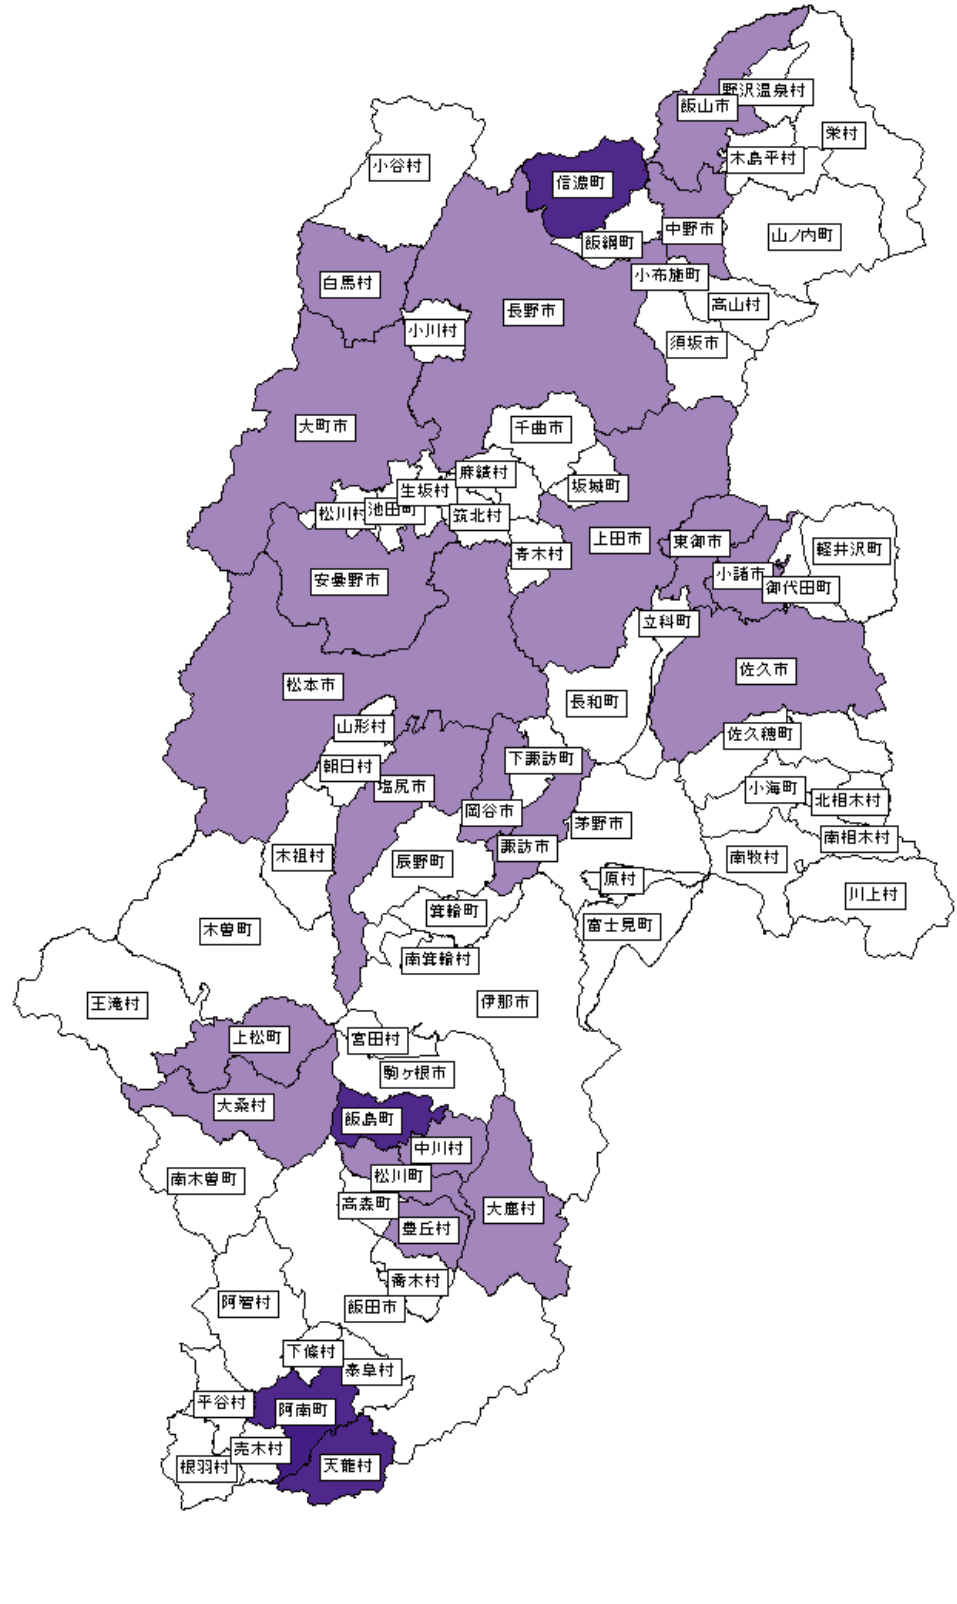 野沢温泉村
飯山市
栄村
木島平村
小谷村
信濃町
中野市
山ノ内町
飯綱町
小布施町
白馬村
高山村
長野市
小川村
須坂市
大町市
千曲市
麻績村
坂城町
生坂村
松川村
池田町
筑北村
上田市
東御市
軽井沢町
青木村
小諸市
安曇野市
御代田町
立科町
佐久市
松本市
長和町
山形村
佐久穂町
下諏訪町
朝日村
塩尻市
小海町
北相木村
岡谷市
茅野市
南相木村
諏訪市
木祖村
南牧村
辰野町
原村
川上村
箕輪町
富士見町
木曽町
南箕輪村
王滝村
伊那市
上松町
宮田村
駒ヶ根市
大桑村
飯島町
中川村
松川町
南木曽町
高森町
大鹿村
豊丘村
喬木村
阿智村
飯田市
下條村
泰阜村
平谷村
阿南町
売木村
根羽村
天龍村